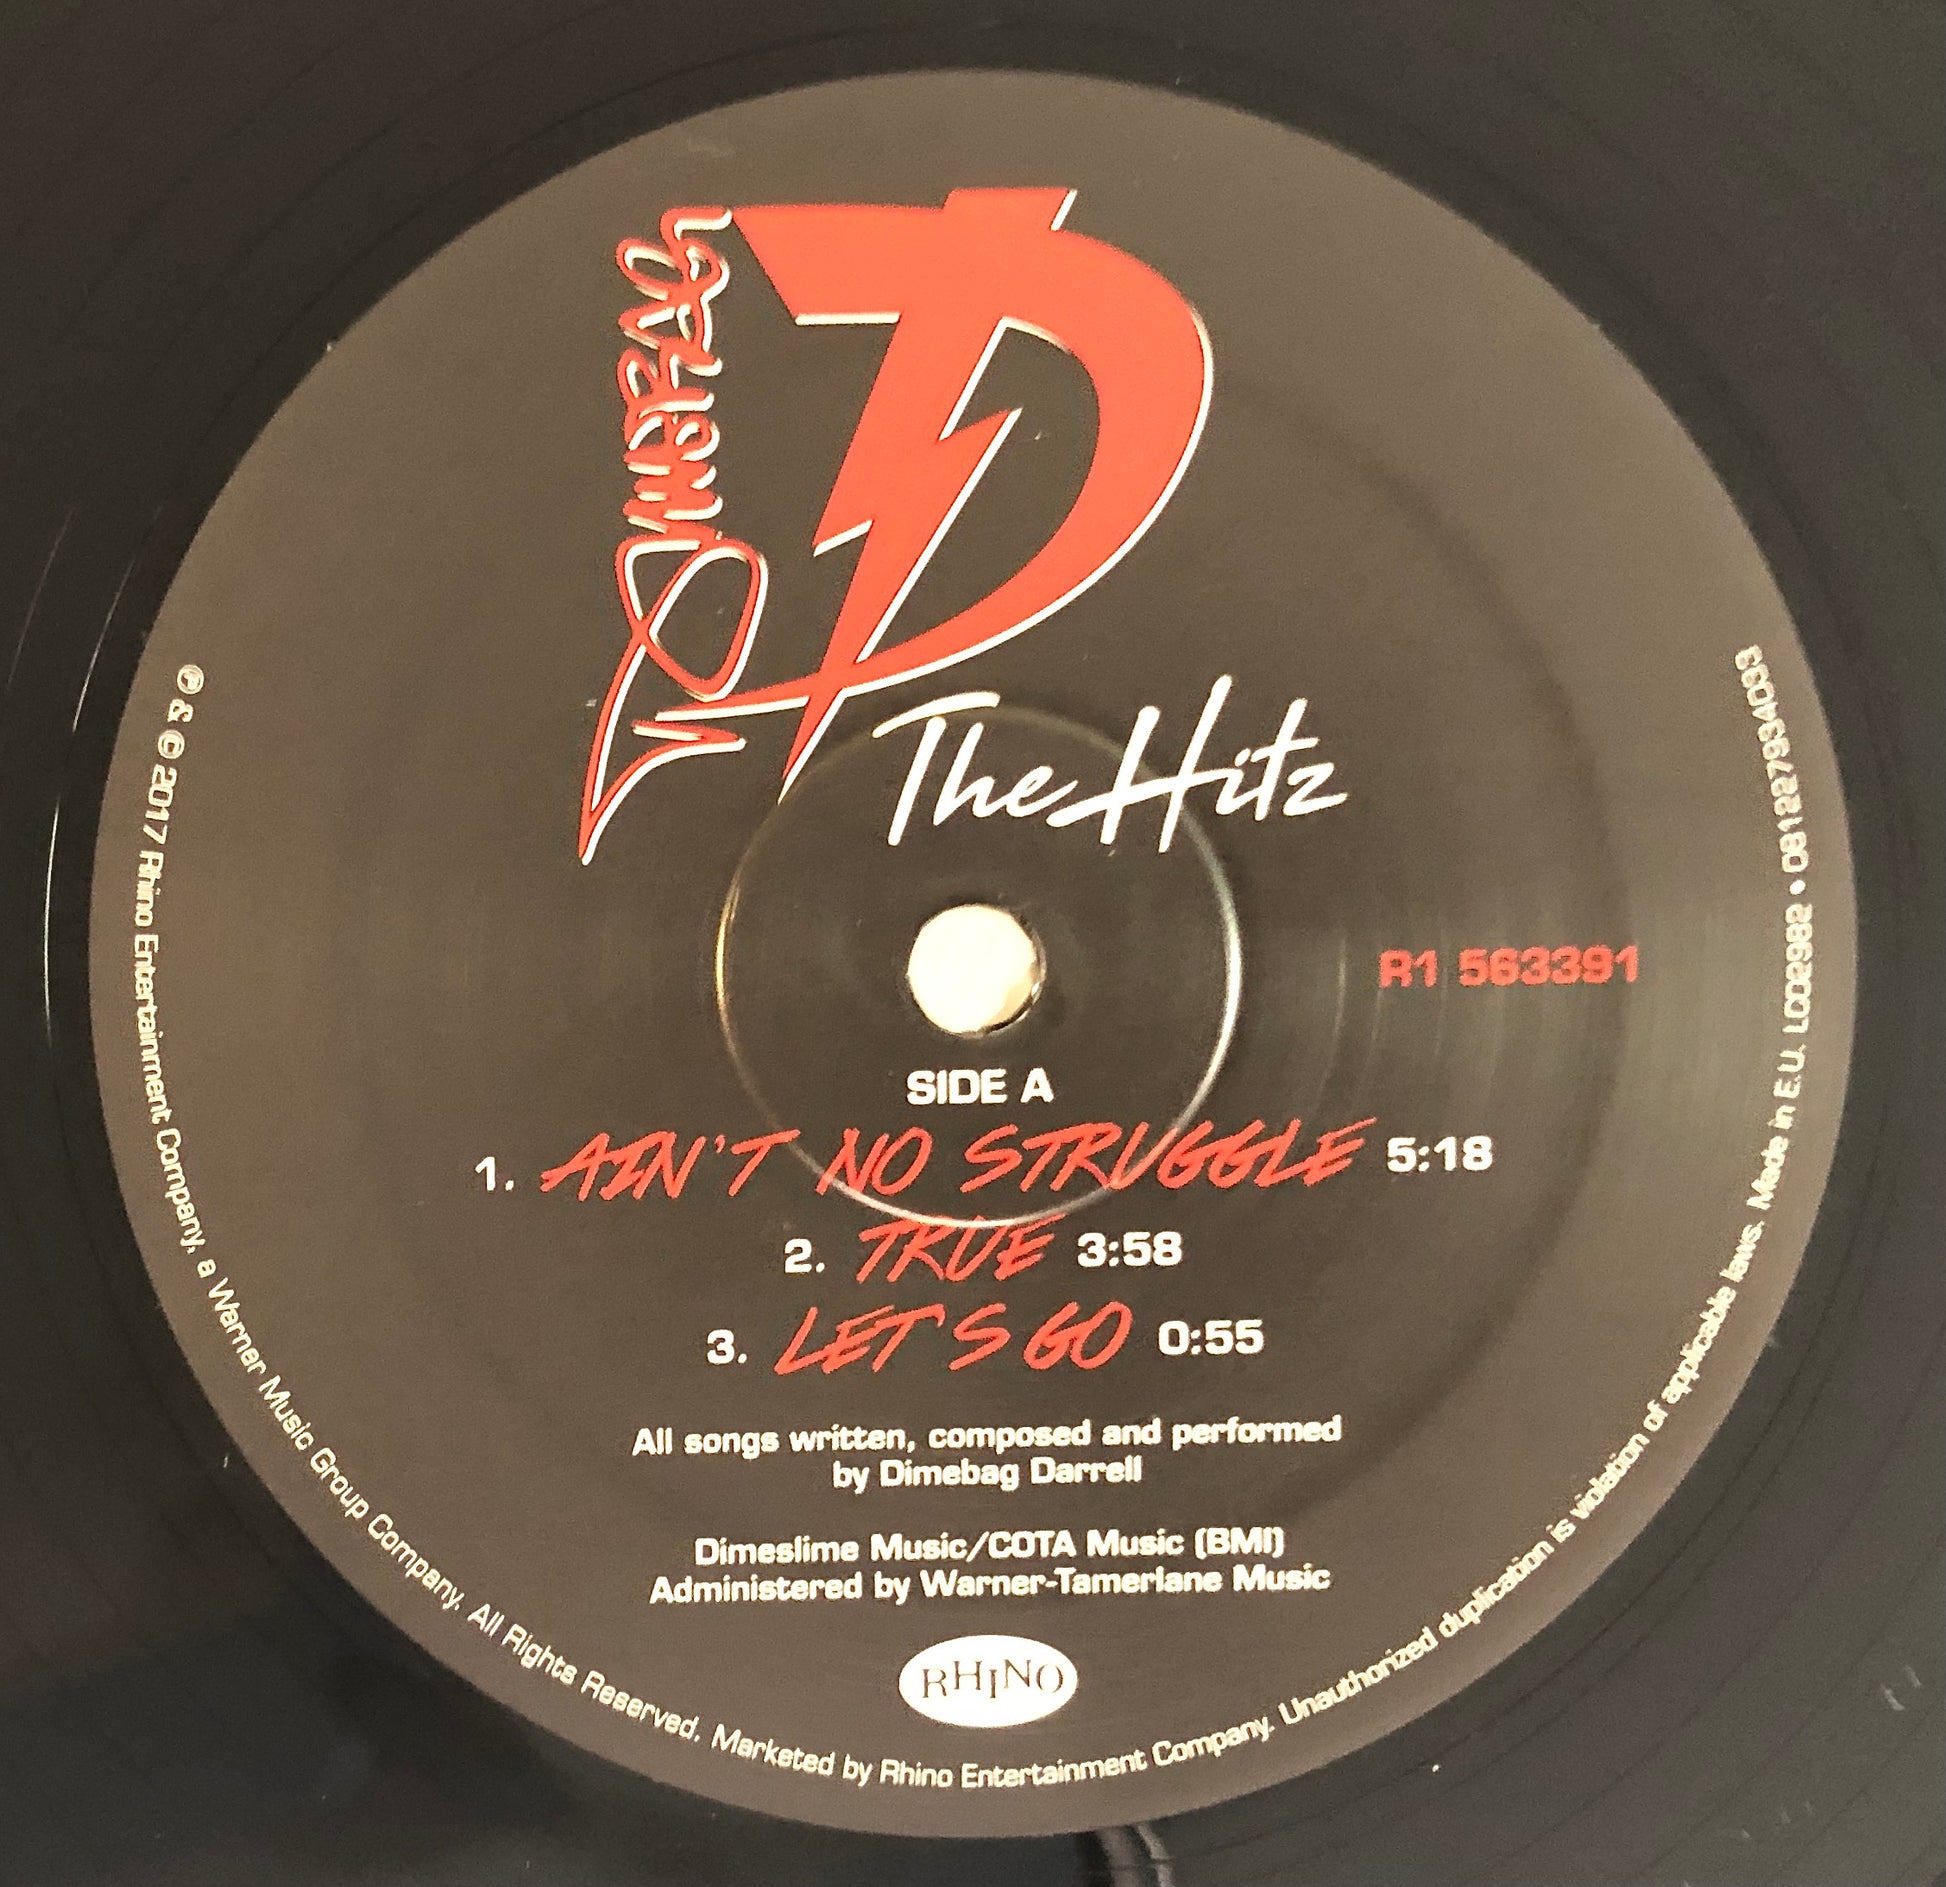 Dimebag Darrell
The Hitz
R1 563391
SIDE A
1. AIN'T NO STRUGGLE 5:18
2. TRUE 3:58
3. LET'S GO 0:55
All songs written, composed and performed
by Dimebag Darrell
Dimeslime Music/COTA Music (BMI)
Administered by Warner-Tamerlane Music
RHINO
℗ & © 2017 Rhino Entertainment Company, a Warner Music Group Company. All Rights Reserved. Marketed by Rhino Entertainment Company. Unauthorized duplication is violation of applicable laws. Made in E.U. LC02982 • 081227934033